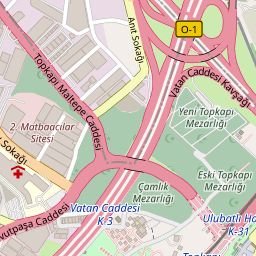 O-1
Anıt Sokağı
Topkapı Maltepe Caddesi
Vatan Caddesi Kavşağı
Yeni Topkapı
Mezarlığı
2. Matbaacılar
Sitesi
Sokağı
Eski Topkapı
Mezarlığı
Çamlık
Mezarlığı
Vatan Caddesi
K-3
Ulubatlı
K-31